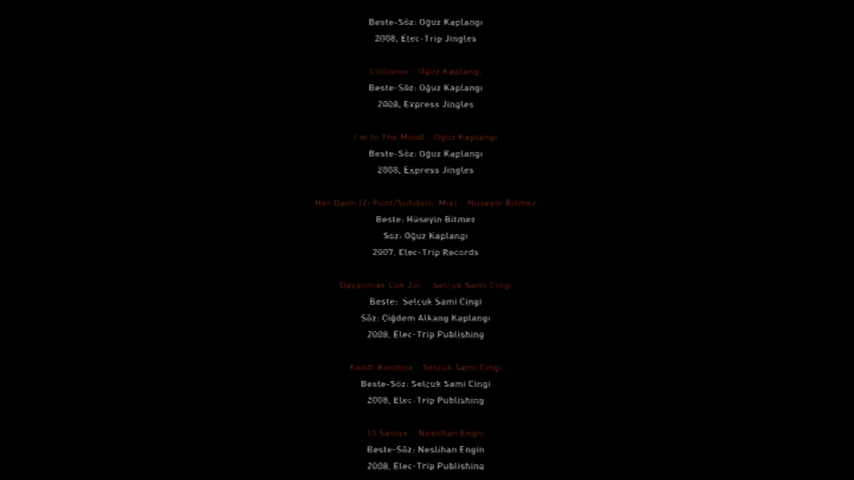 Beste-Söz: Oğuz Kaplangı
2008, Elec-Trip Jingles
Collision - Oğuz Kaplangı
Beste-Söz: Oğuz Kaplangı
2008, Express Jingles
I'm In The Mood - Oğuz Kaplangı
Beste-Söz: Oğuz Kaplangı
2008, Express Jingles
Her Daim (Zi Punt/Sufideli Mix) - Hüseyin Bitmez
Beste: Hüseyin Bitmez
Söz: Oğuz Kaplangı
2007, Elec-Trip Records
Dayanmak Çok Zor - Selçuk Sami Cingi
Beste: Selçuk Sami Cingi
Söz: Çiğdem Alkang Kaplangı
2008, Elec-Trip Publishing
Kendi Kendine - Selçuk Sami Cingi
Beste-Söz: Selçuk Sami Cingi
2008, Elec-Trip Publishing
10 Saniye - Neslihan Engin
Beste-Söz: Neslihan Engin
2008, Elec-Trip Publishing